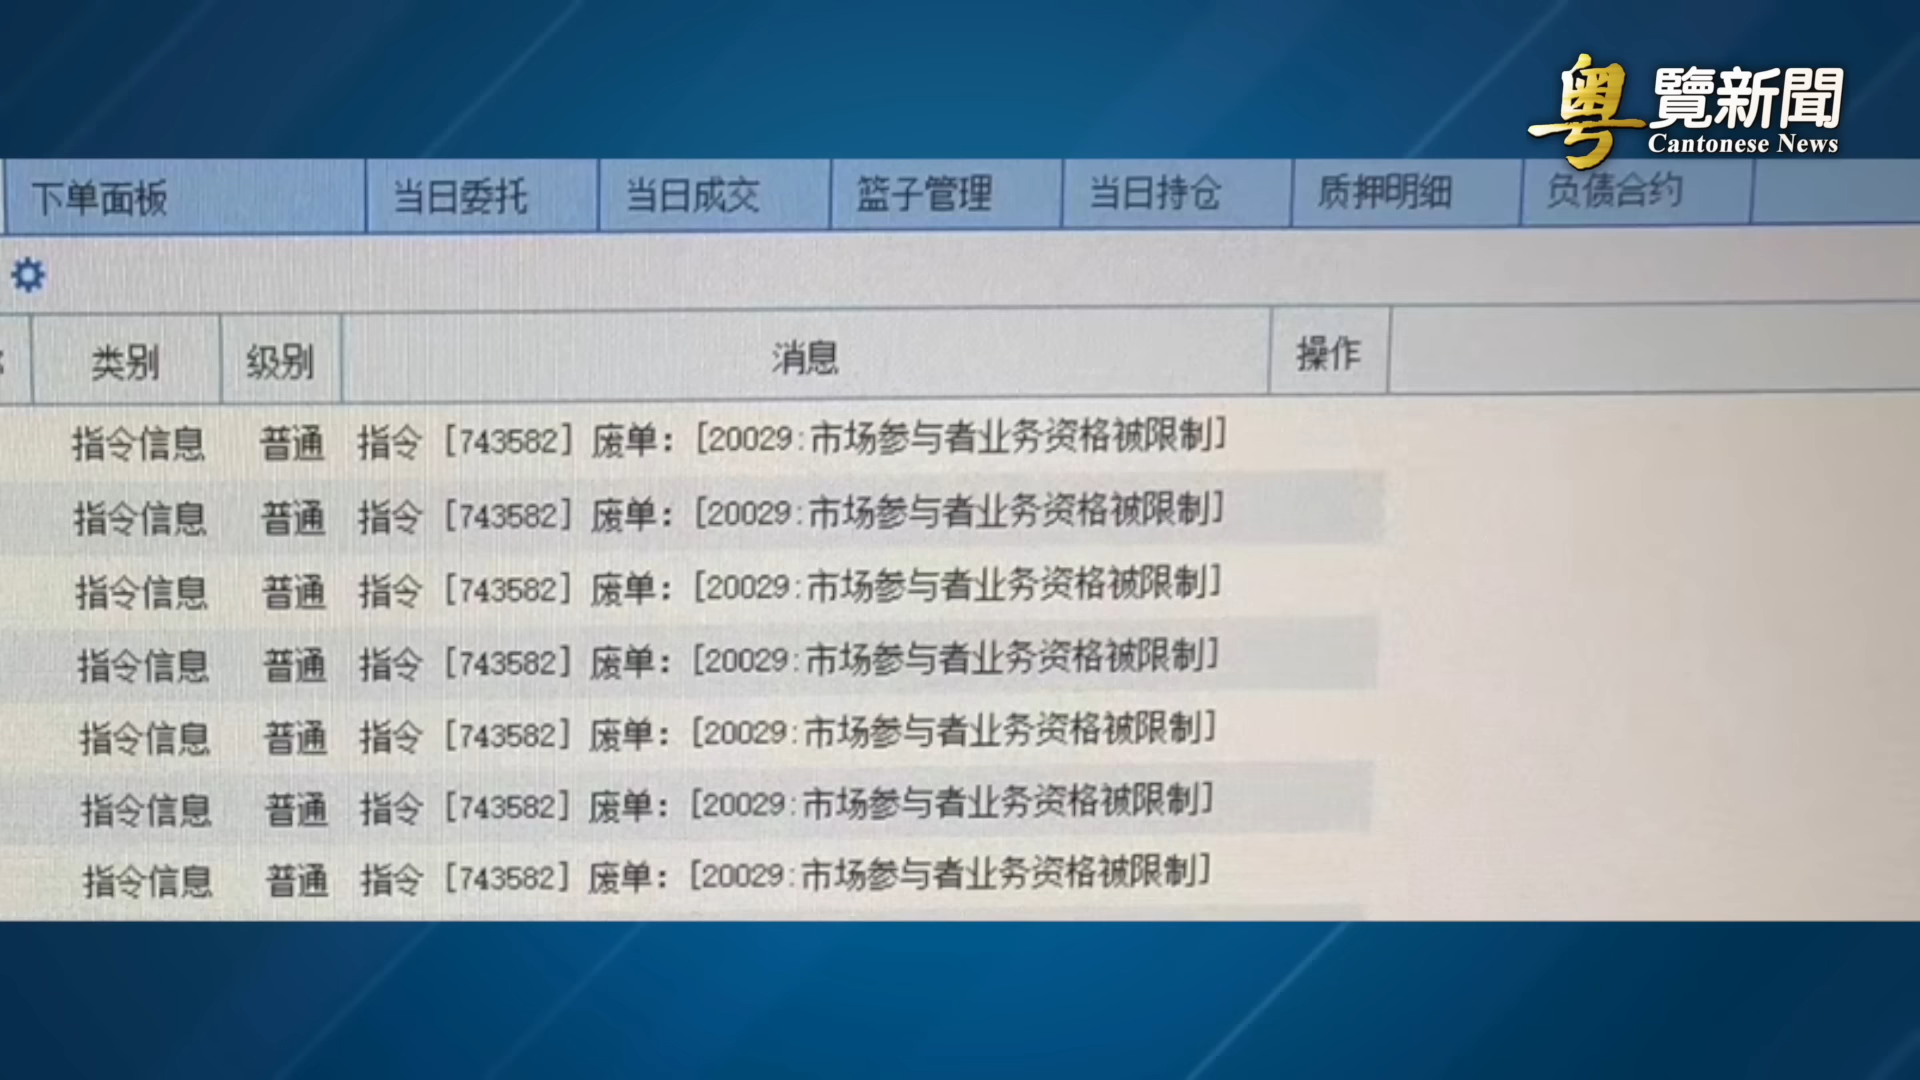 粤覽新聞
Cantonese News
下单面板 当日委托 当日成交 篮子管理 当日持仓 质押明细 负债合约
类别 级别 消息 操作
指令信息 普通 指令 [743582] 废单: [20029:市场参与者业务资格被限制]
指令信息 普通 指令 [743582] 废单: [20029:市场参与者业务资格被限制]
指令信息 普通 指令 [743582] 废单: [20029:市场参与者业务资格被限制]
指令信息 普通 指令 [743582] 废单: [20029:市场参与者业务资格被限制]
指令信息 普通 指令 [743582] 废单: [20029:市场参与者业务资格被限制]
指令信息 普通 指令 [743582] 废单: [20029:市场参与者业务资格被限制]
指令信息 普通 指令 [743582] 废单: [20029:市场参与者业务资格被限制]